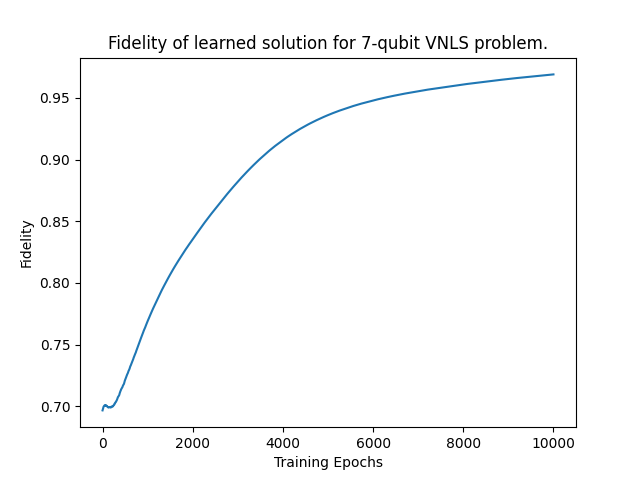 Fidelity of learned solution for 7-qubit VNLS problem.
0.95
0.90
0.85
0.80
0.75
0.70
Fidelity
0 2000 4000 6000 8000 10000
Training Epochs